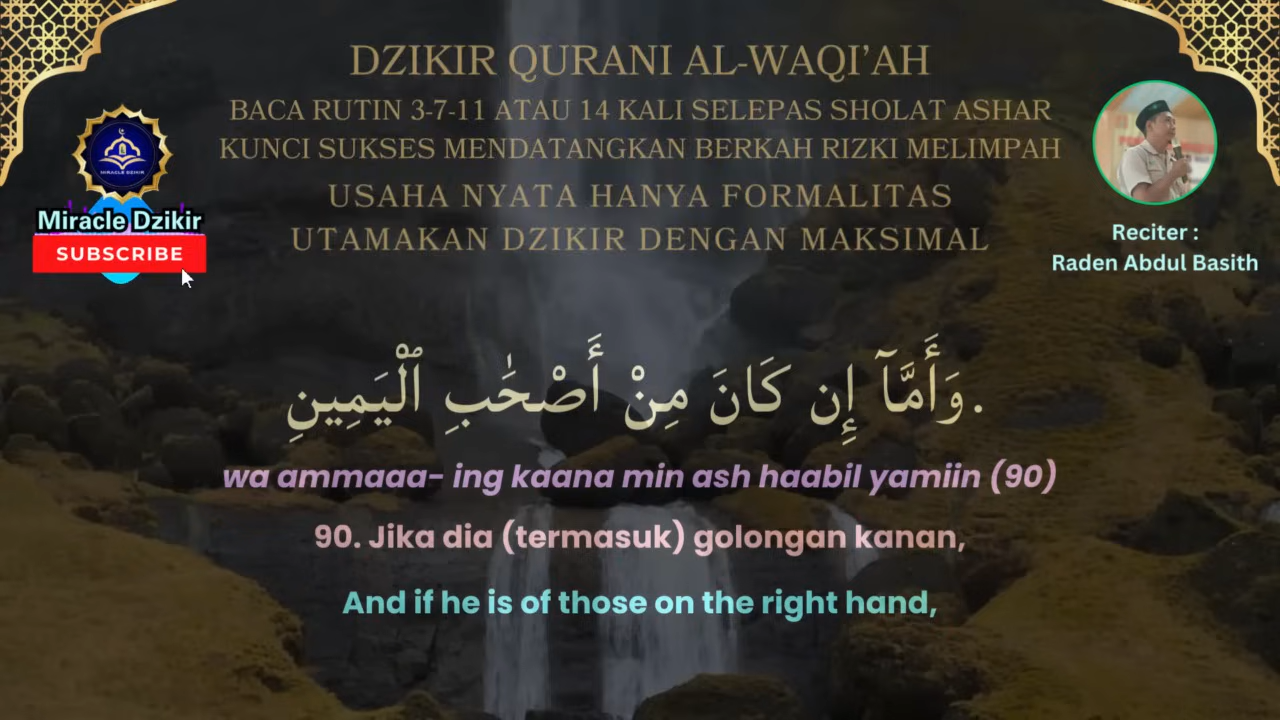 DZIKIR QURANI AL-WAQI'AH
BACA RUTIN 3-7-11 ATAU 14 KALI SELEPAS SHOLAT ASHAR
KUNCI SUKSES MENDATANGKAN BERKAH RIZKI MELIMPAH
USAHA NYATA HANYA FORMALITAS
UTAMAKAN DZIKIR DENGAN MAKSIMAL
MIRACLE DZIKIR
Miracle Dzikir
SUBSCRIBE
Reciter :
Raden Abdul Basith
وَأَمَّآ إِن كَانَ مِنْ أَصْحَٰبِ الْيَمِينِ.
wa ammaaa- ing kaana min ash haabil yamiin (90)
90. Jika dia (termasuk) golongan kanan,
And if he is of those on the right hand,